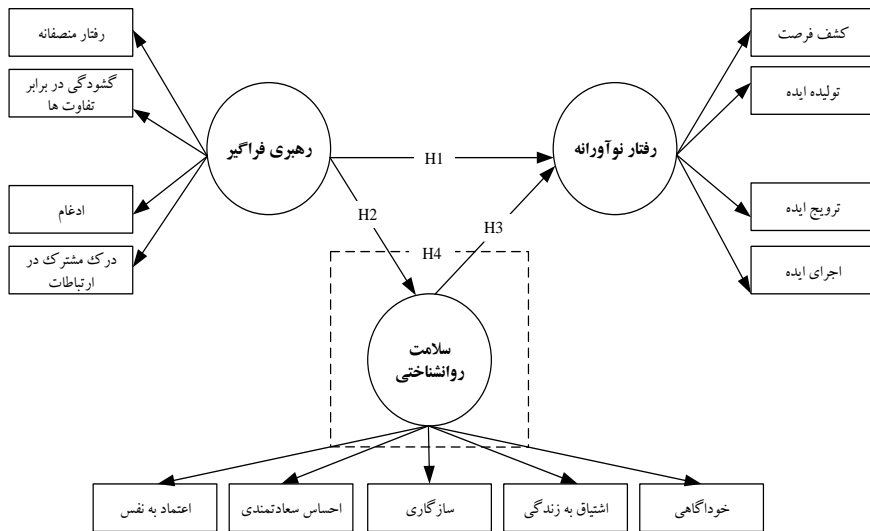 رفتار منصفانه
کشف فرصت
گشودگی در برابر
تفاوت ها
تولیده ایده
رهبری فراگیر
رفتار نوآورانه
H1
ادغام
ترویج ایده
H2
H3
درک مشترک در
ارتباطات
H4
اجرای ایده
سلامت
روانشناختی
اعتماد به نفس
احساس سعادتمندی
سازگاری
اشتیاق به زندگی
خوداگاهی